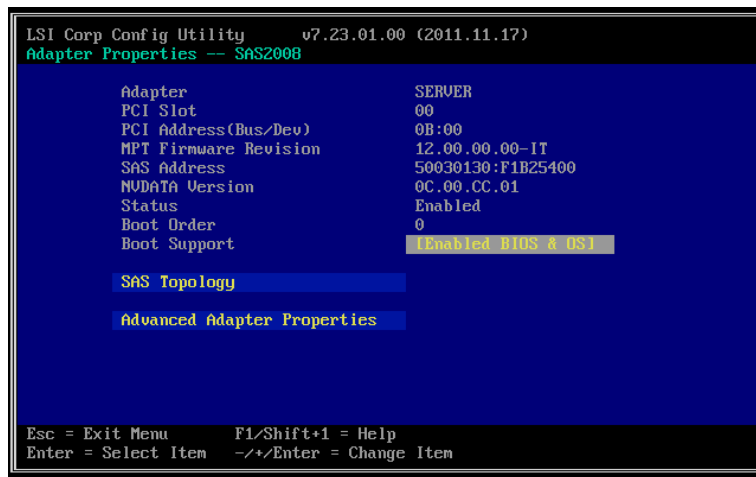 LSI Corp Config Utility v7.23.01.00 (2011.11.17)
Adapter Properties -- SAS2008
Adapter SERVER
PCI Slot 00
PCI Address(Bus/Dev) 0B:00
MPT Firmware Revision 12.00.00.00-IT
SAS Address 50030130:F1B25400
NVDATA Version 0C.00.CC.01
Status Enabled
Boot Order 0
Boot Support [Enabled BIOS & OS]
SAS Topology
Advanced Adapter Properties
Esc = Exit Menu F1/Shift+1 = Help
Enter = Select Item -/+/Enter = Change Item